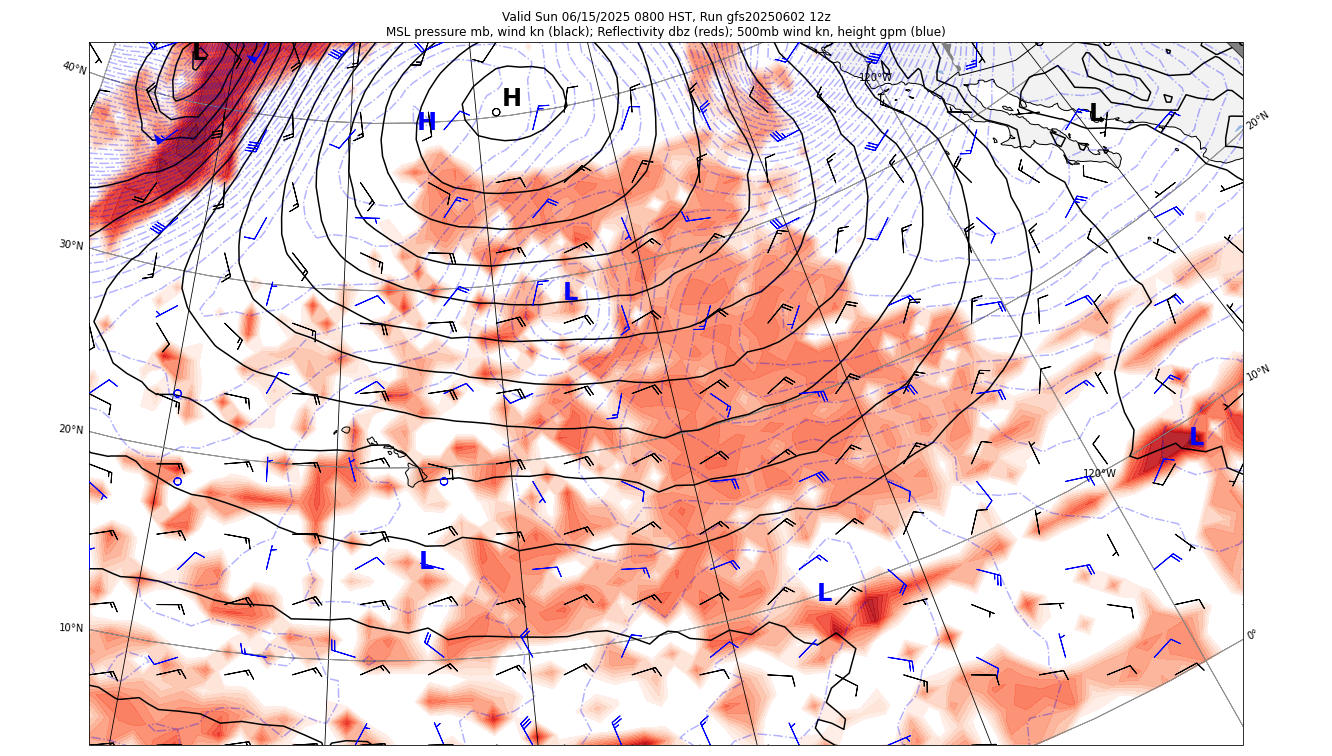 Valid Sun 06/15/2025 0800 HST, Run gfs20250602 12z
MSL pressure mb, wind kn (black); Reflectivity dbz (reds); 500mb wind kn, height gpm (blue)
L
40°N
120°W
H
H
L
20°N
30°N
L
10°N
20°N
L
120°W
L
L
10°N
0°